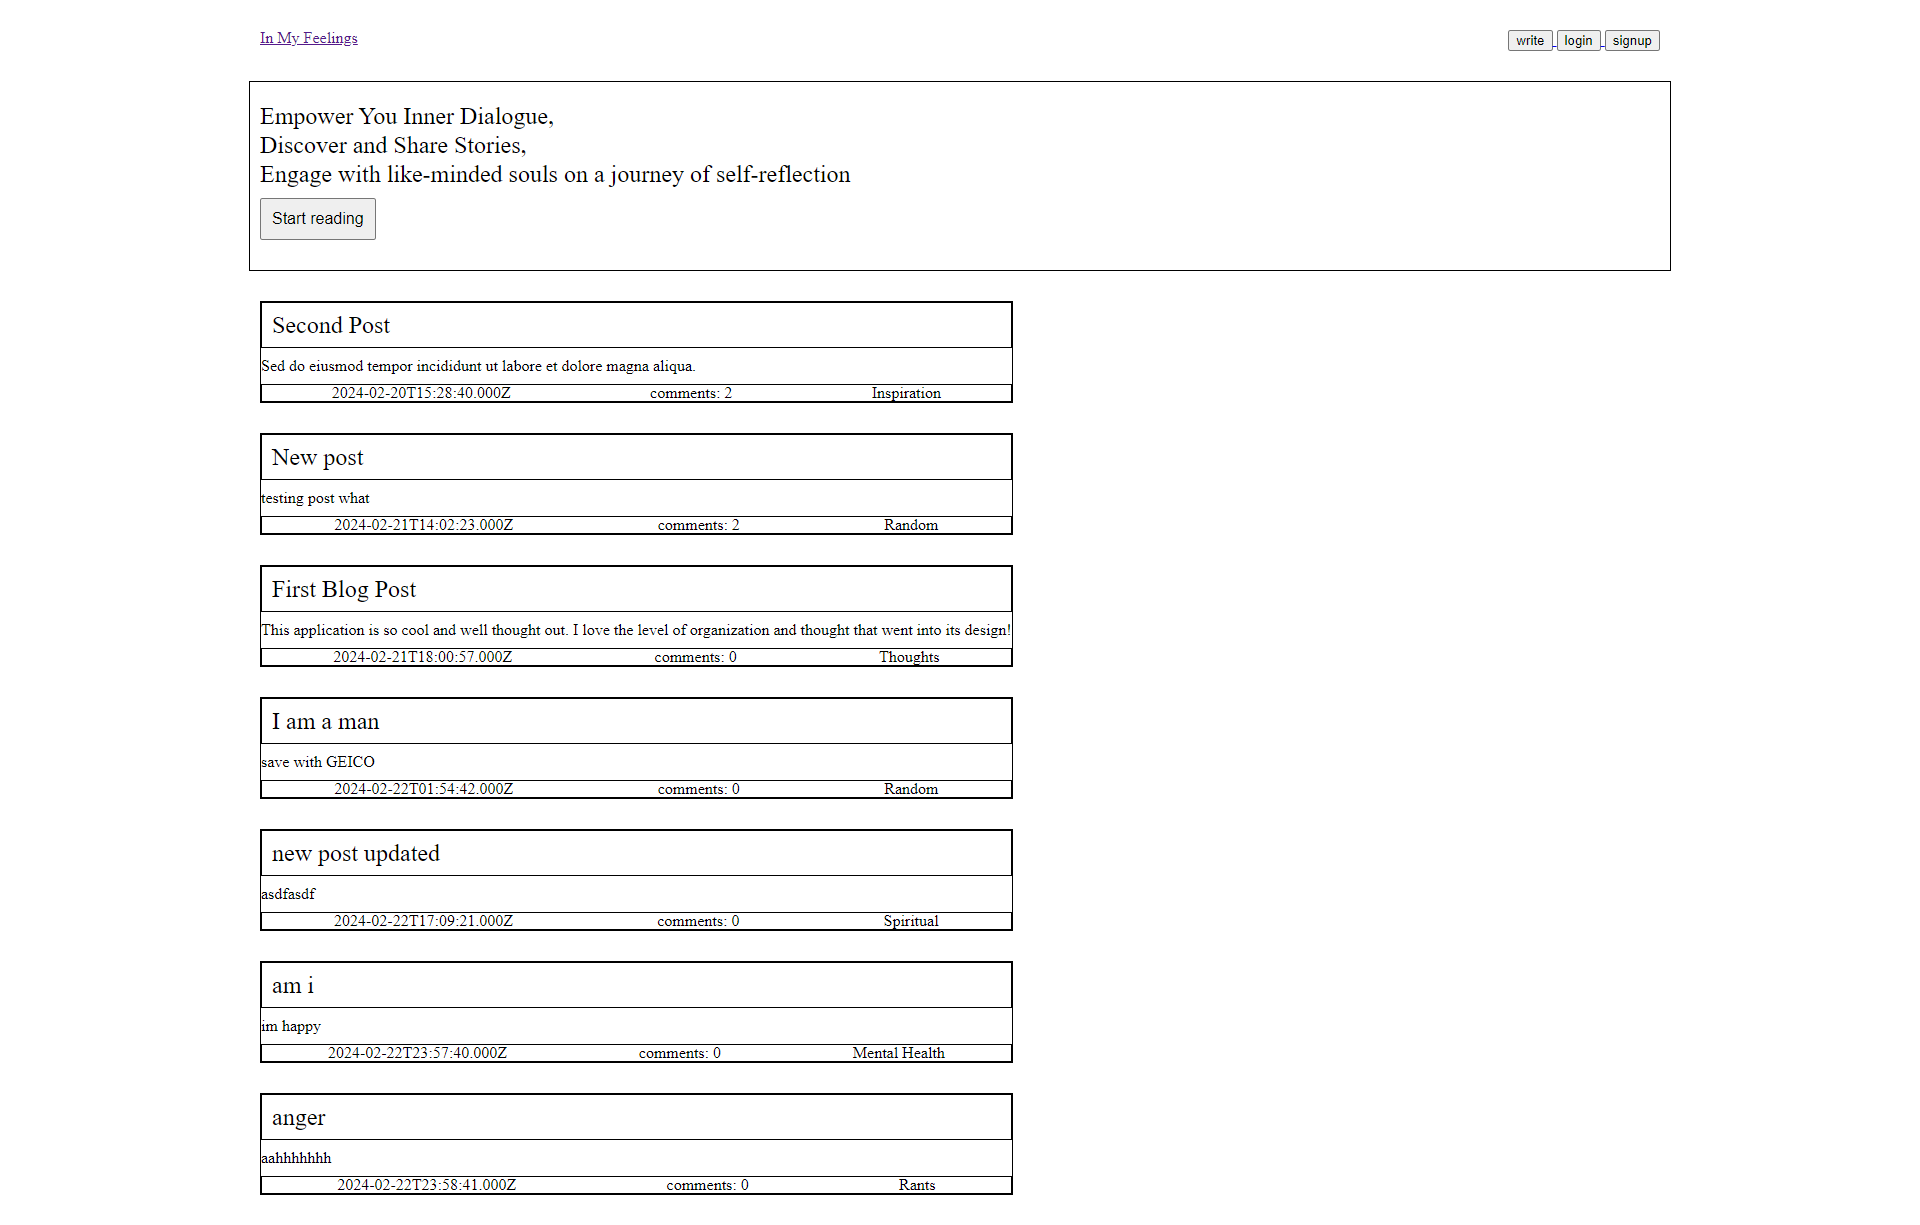 In My Feelings
write login signup
Empower You Inner Dialogue,
Discover and Share Stories,
Engage with like-minded souls on a journey of self-reflection
Start reading
Second Post
Sed do eiusmod tempor incididunt ut labore et dolore magna aliqua.
2024-02-20T15:28:40.000Z comments: 2 Inspiration
New post
testing post what
2024-02-21T14:02:23.000Z comments: 2 Random
First Blog Post
This application is so cool and well thought out. I love the level of organization and thought that went into its design!
2024-02-21T18:00:57.000Z comments: 0 Thoughts
I am a man
save with GEICO
2024-02-22T01:54:42.000Z comments: 0 Random
new post updated
asdfasdf
2024-02-22T17:09:21.000Z comments: 0 Spiritual
am i
im happy
2024-02-22T23:57:40.000Z comments: 0 Mental Health
anger
aahhhhhhh
2024-02-22T23:58:41.000Z comments: 0 Rants